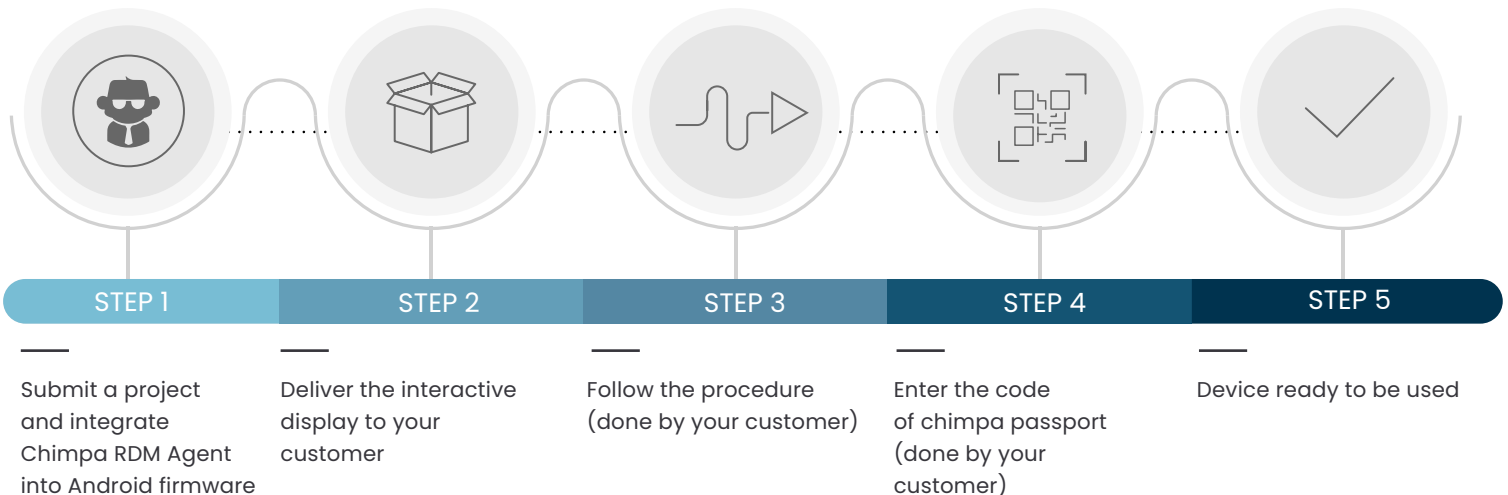 STEP 1
STEP 2
STEP 3
STEP 4
STEP 5
Submit a project
and integrate
Chimpa RDM Agent
into Android firmware
Deliver the interactive
display to your
customer
Follow the procedure
(done by your customer)
Enter the code
of chimpa passport
(done by your
customer)
Device ready to be used